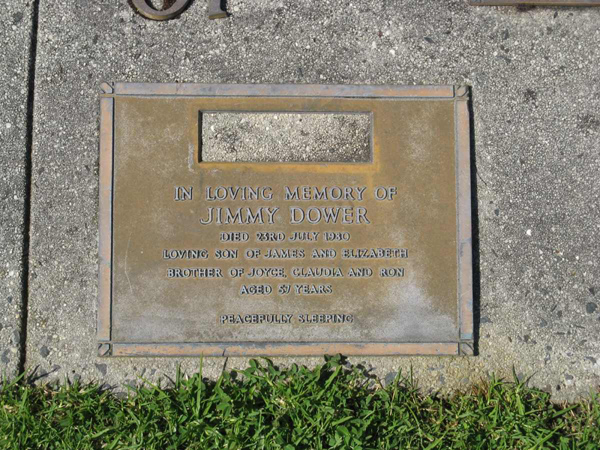 IN LOVING MEMORY OF
JIMMY DOWER
DIED 23RD JULY 1980
LOVING SON OF JAMES AND ELIZABETH
BROTHER OF JOYCE, CLAUDIA AND RON
AGED 57 YEARS
PEACEFULLY SLEEPING